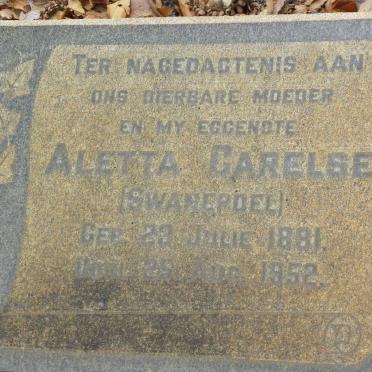 TER NAGEDAGTENIS AAN
ONS DIERBARE MOEDER
EN MY EGGENOTE
ALETTA CARELSE
(SWANEPOEL)
GEB. 23 JULIE 1881.
OORL. 25 AUG. 1952.